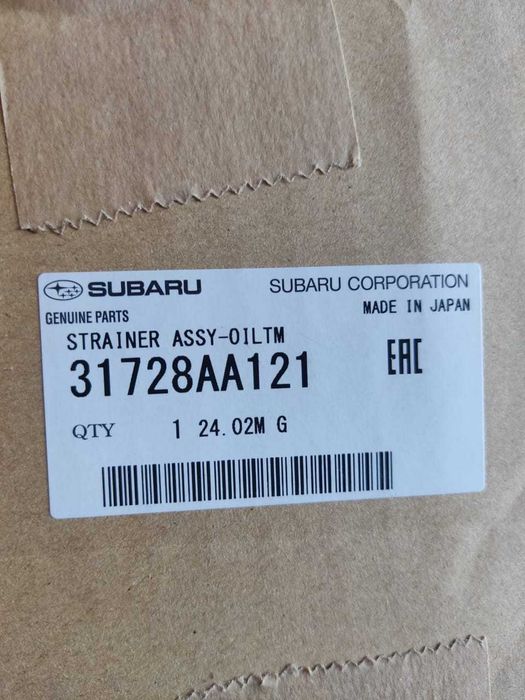 SUBARU SUBARU CORPORATION
GENUINE PARTS MADE IN JAPAN
STRAINER ASSY-OILTM
31728AA121 EAC
QTY 1 24.02M G